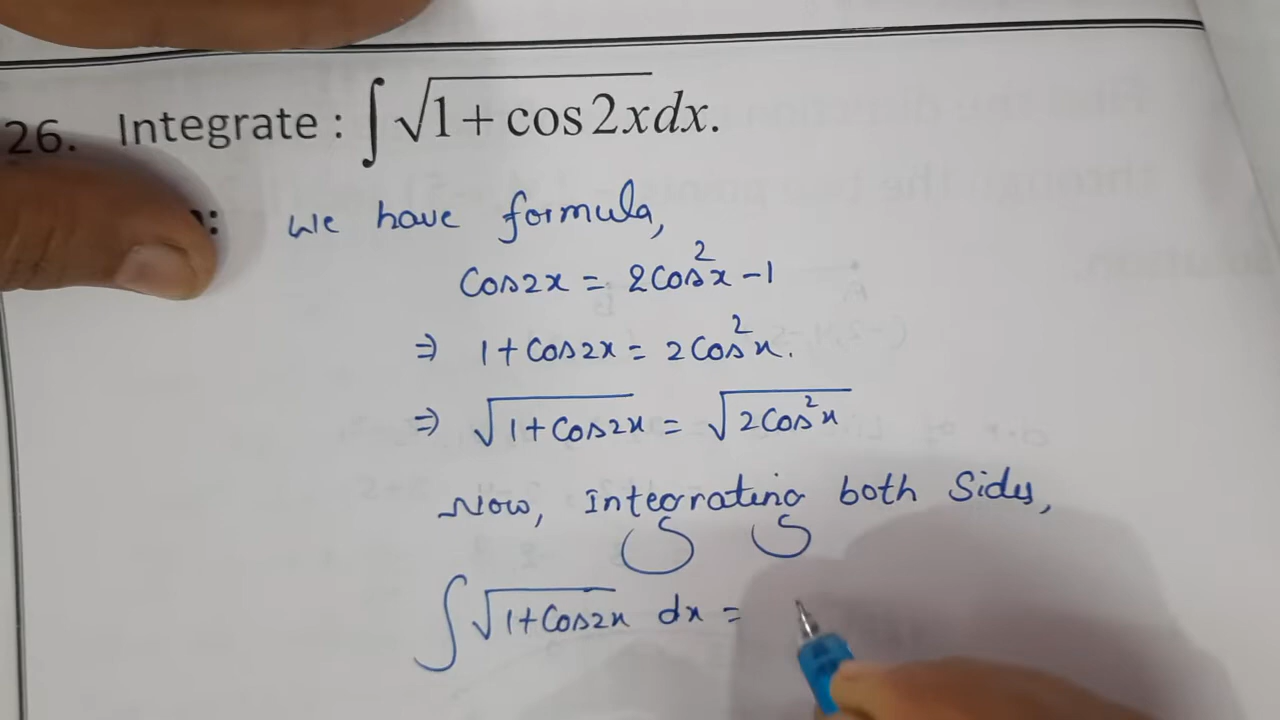 26. Integrate : ∫ √1 + cos 2x dx.
: We have formula,
Cos2x = 2Cos²x - 1
⇒ 1 + Cos2x = 2Cos²x.
⇒ √1+Cos2x = √2Cos²x
Now, Integrating both Sides,
∫ √1+Cos2x dx =